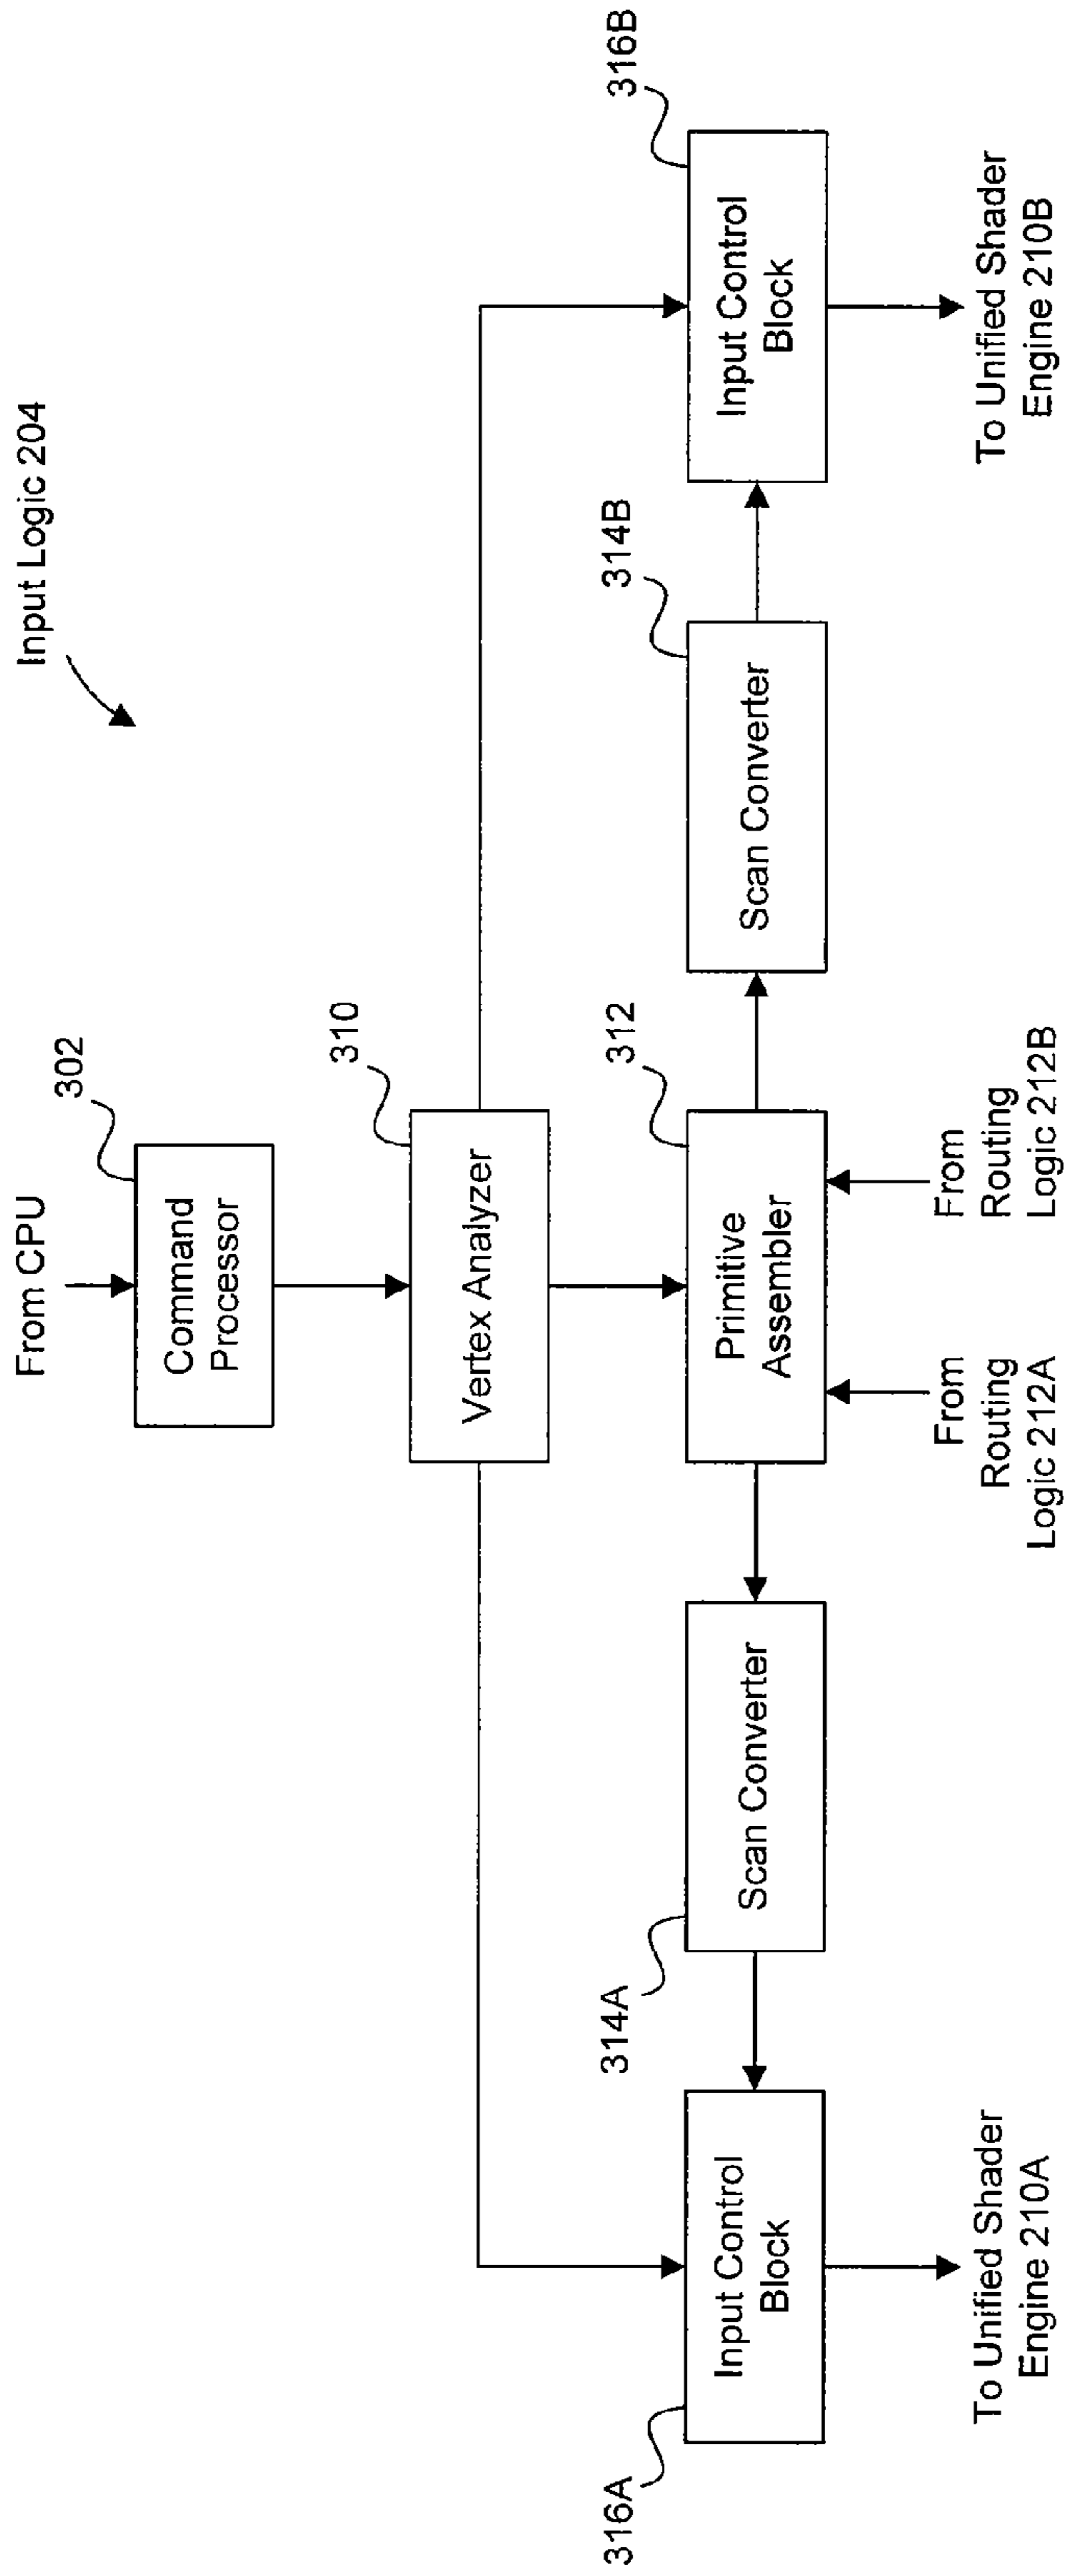 Input Logic 204
From CPU
302
Command
Processor
310
Vertex Analyzer
316A
Input Control
Block
314A
Scan Converter
312
Primitive
Assembler
314B
Scan Converter
316B
Input Control
Block
To Unified Shader
Engine 210A
From
Routing
Logic 212A
From
Routing
Logic 212B
To Unified Shader
Engine 210B